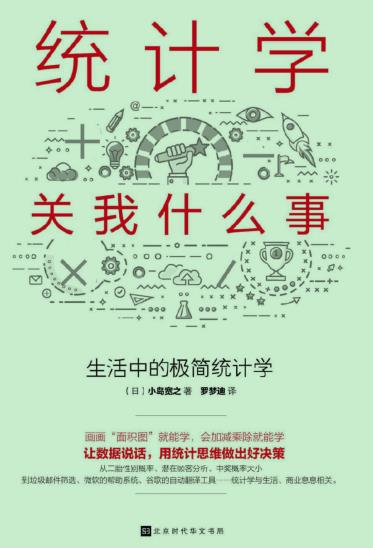 统计学
关我什么事
生活中的极简统计学
［日］小岛宽之 著 罗梦迪 译
画画“面积图”就能学，会加减乘除就能学
让数据说话，用统计思维做出好决策
从二胎性别概率、潜在顾客分析、中奖概率大小
到垃圾邮件筛选、微软的帮助系统、谷歌的自动翻译工具——统计学与生活、商业息息相关。
北京时代华文书局